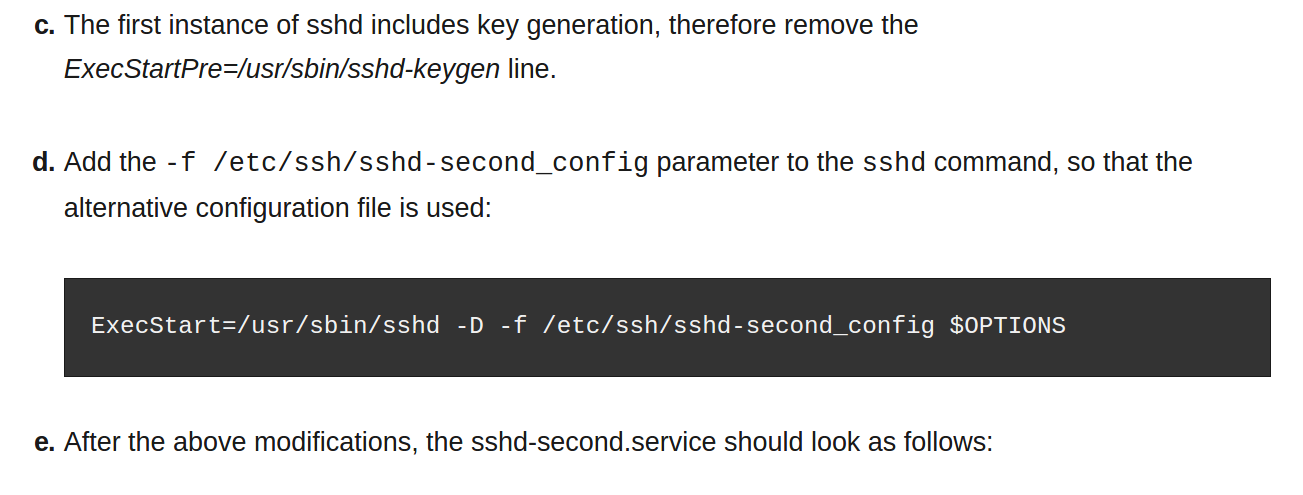 c. The first instance of sshd includes key generation, therefore remove the
ExecStartPre=/usr/sbin/sshd-keygen line.
d. Add the -f /etc/ssh/sshd-second_config parameter to the sshd command, so that the
alternative configuration file is used:
ExecStart=/usr/sbin/sshd -D -f /etc/ssh/sshd-second_config $OPTIONS
e. After the above modifications, the sshd-second.service should look as follows: